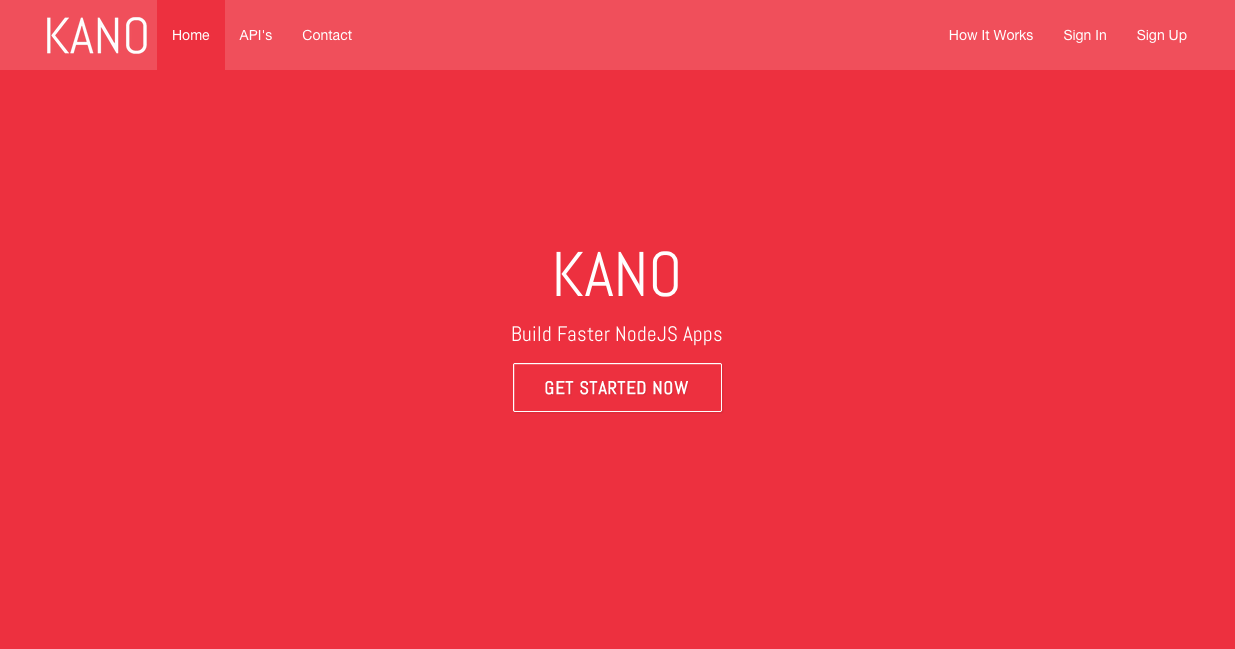 KANO Home API's Contact How It Works Sign In Sign Up
KANO
Build Faster NodeJS Apps
GET STARTED NOW